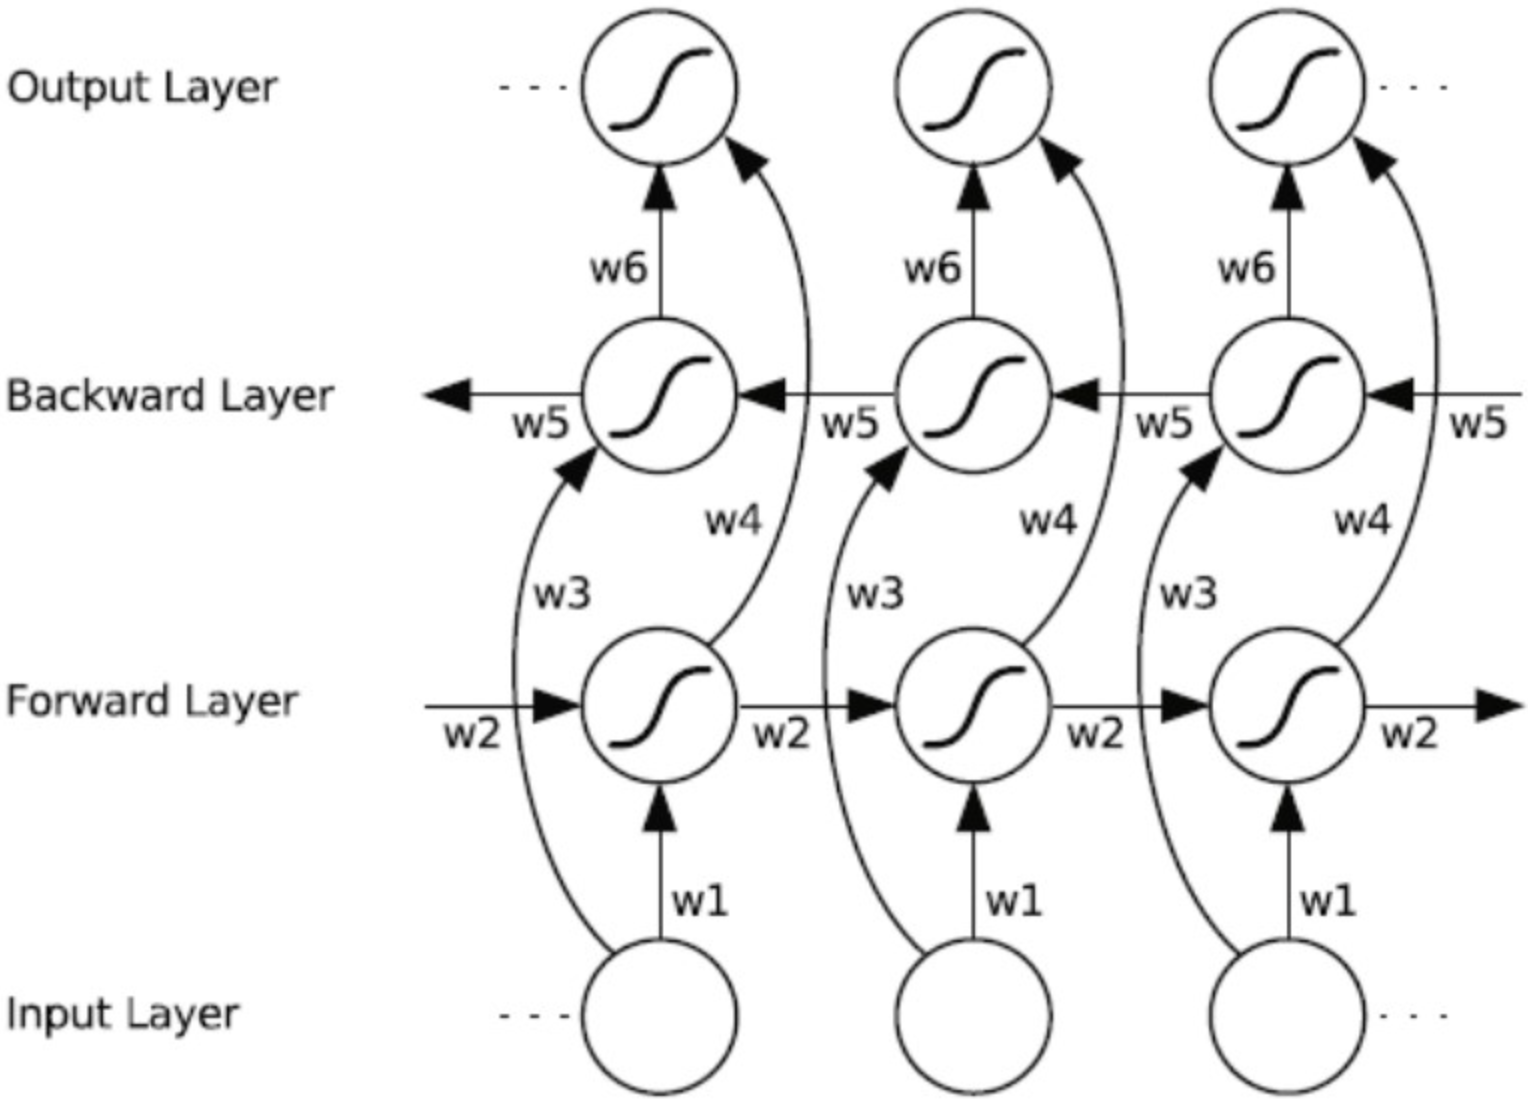 Output Layer
w6 w6 w6
Backward Layer
w5 w5 w5 w5
w4 w4 w4
w3 w3 w3
Forward Layer
w2 w2 w2 w2
w1 w1 w1
Input Layer